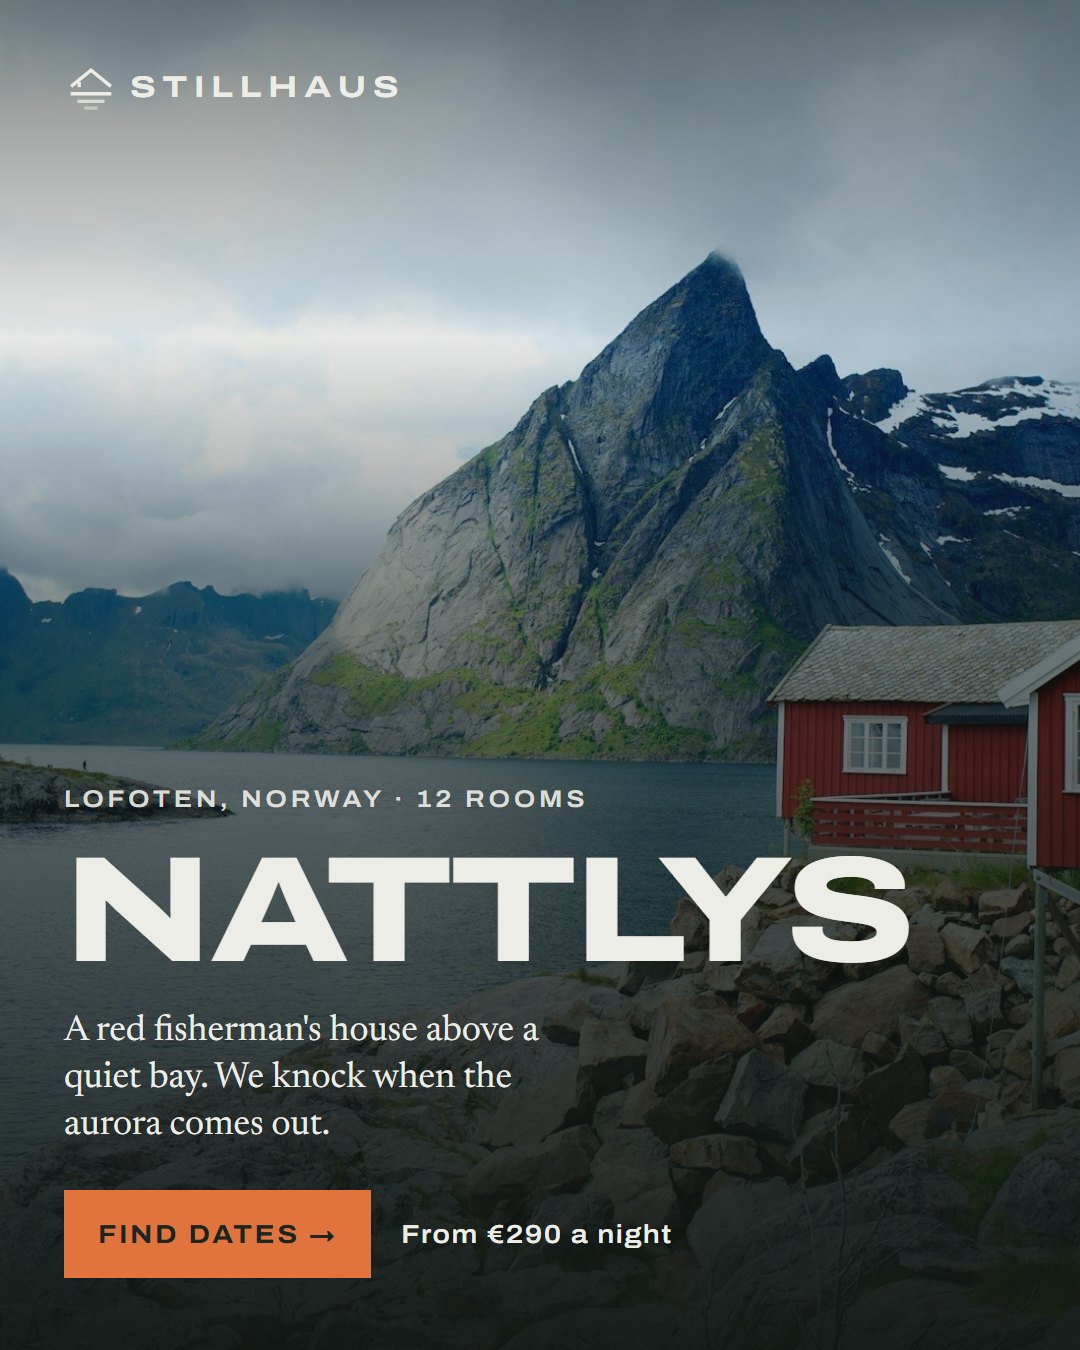 STILLHAUS
LOFOTEN, NORWAY · 12 ROOMS
NATTLYS
A red fisherman's house above a
quiet bay. We knock when the
aurora comes out.
FIND DATES →
From €290 a night